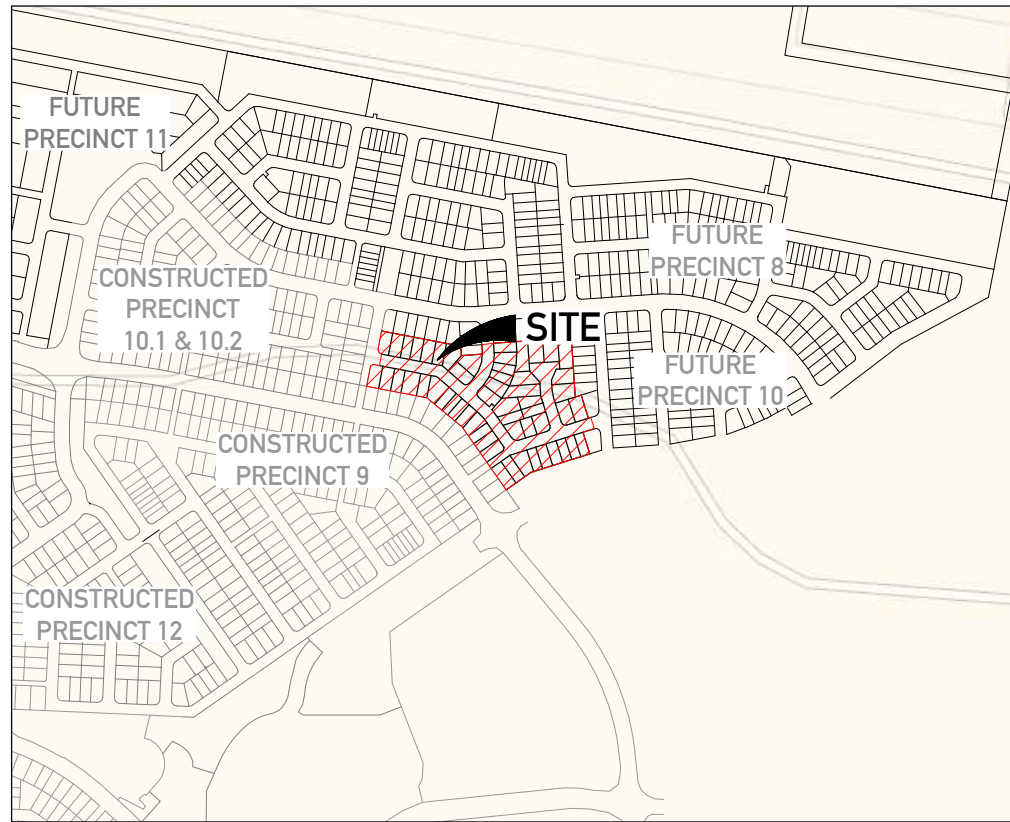 FUTURE
PRECINCT 11
FUTURE
PRECINCT 8
CONSTRUCTED
PRECINCT
10.1 & 10.2
SITE
FUTURE
PRECINCT 10
CONSTRUCTED
PRECINCT 9
CONSTRUCTED
PRECINCT 12